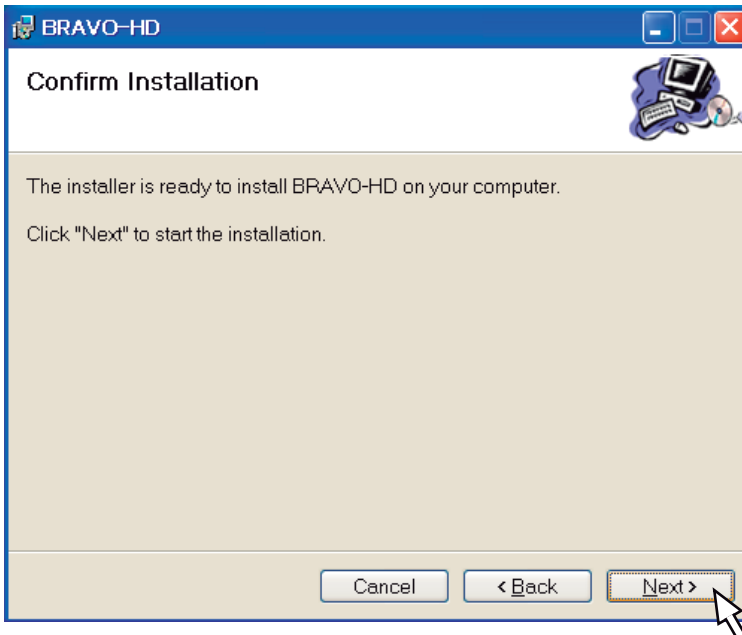 BRAVO-HD
Confirm Installation
The installer is ready to install BRAVO-HD on your computer.
Click "Next" to start the installation.
Cancel < Back Next >